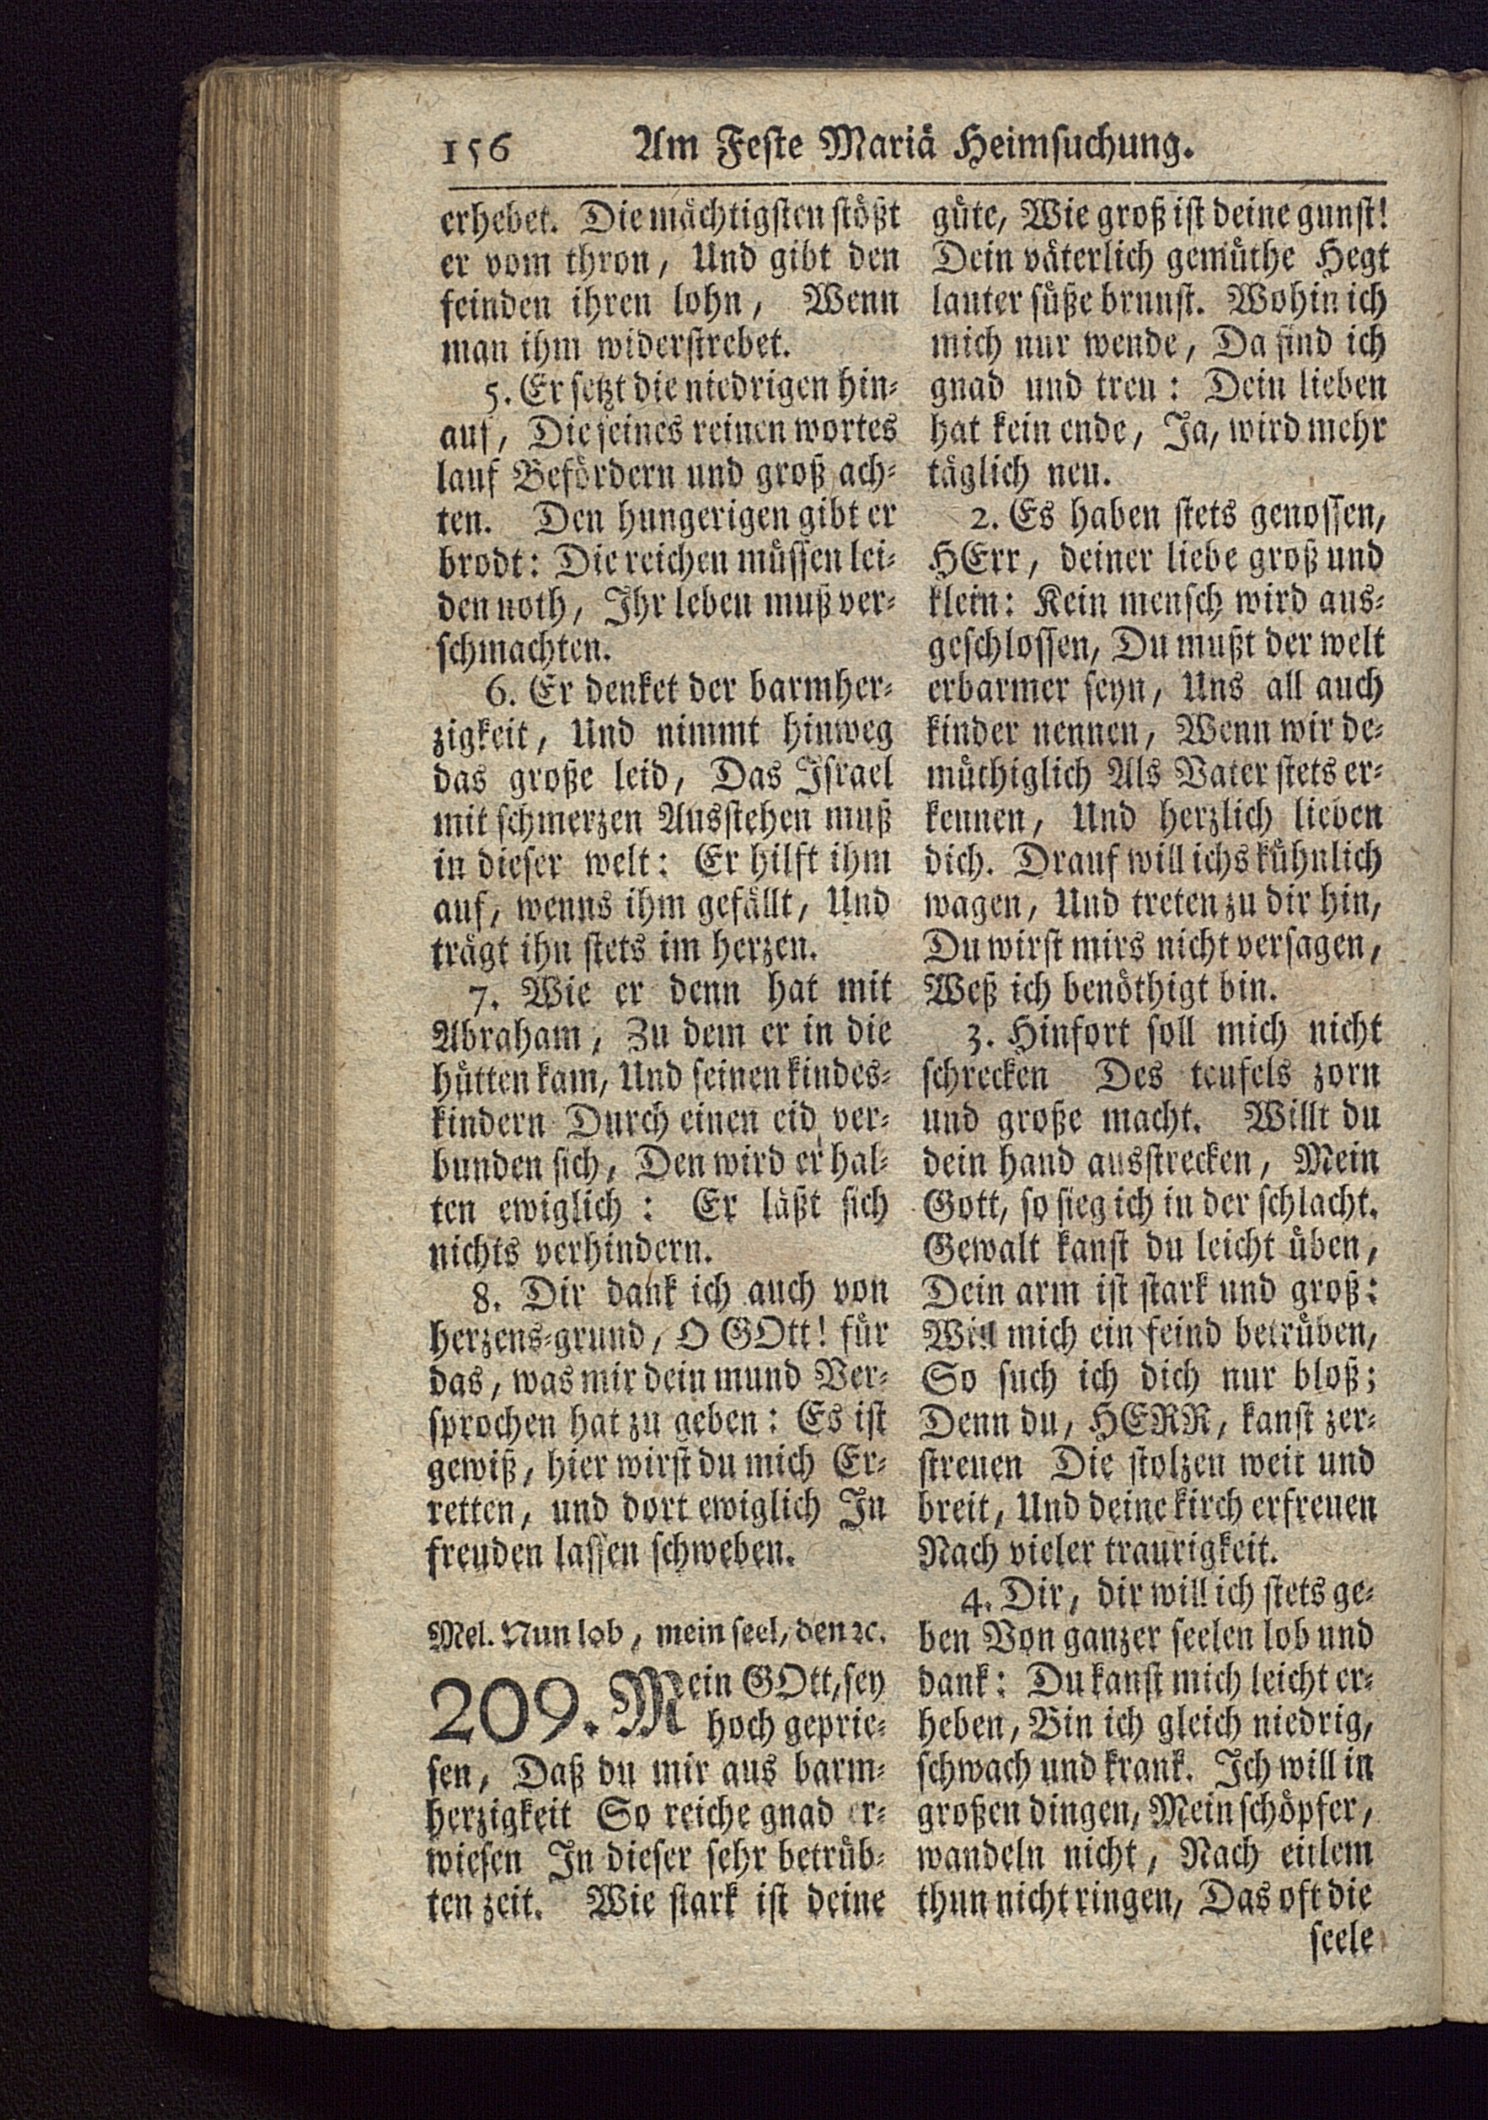 156 Am Feste Mariä Heimsuchung.
erhebet. Die mächtigsten stößt
er vom thron, Und gibt den
feinden ihren lohn, Wenn
man ihm widerstrebet.
5. Er setzt die niedrigen hin-
auf, Die seines reinen wortes
lauf Befördern und groß ach-
ten. Den hungerigen gibt er
brodt: Die reichen müssen lei-
den noth, Ihr leben muß ver-
schmachten.
6. Er denket der barmher-
zigkeit, Und nimmt hinweg
das große leid, Das Israel
mit schmerzen Ausstehen muß
in dieser welt: Er hilft ihm
auf, wenns ihm gefällt, Und
trägt ihn stets im herzen.
7. Wie er denn hat mit
Abraham, Zu dem er in die
hütten kam, Und seinen kindes-
kindern Durch einen eid ver-
bunden sich, Den wird er hal-
ten ewiglich: Er läßt sich
nichts verhindern.
8. Dir dank ich auch von
herzens-grund, O GOtt! für
das, was mir dein mund Ver-
sprochen hat zu geben: Es ist
gewiß, hier wirst du mich Er-
retten, und dort ewiglich In
freuden lassen schweben.
Mel. Nun lob, mein seel, den ꝛc.
209. Mein GOtt, sey
hoch geprie-
sen, Daß du mir aus barm-
herzigkeit So reiche gnad er-
wiesen In dieser sehr betrüb-
ten zeit. Wie stark ist deine
güte, Wie groß ist deine gunst!
Dein väterlich gemüthe Hegt
lauter süße brunst. Wohin ich
mich nur wende, Da find ich
gnad und treu: Dein lieben
hat kein ende, Ja, wird mehr
täglich neu.
2. Es haben stets genossen,
HErr, deiner liebe groß und
klein: Kein mensch wird aus-
geschlossen, Du mußt der welt
erbarmer seyn, Uns all auch
kinder nennen, Wenn wir de-
müthiglich Als Vater stets er-
kennen, Und herzlich lieben
dich. Drauf will ichs kühnlich
wagen, Und treten zu dir hin,
Du wirst mirs nicht versagen,
Weß ich benöthigt bin.
3. Hinfort soll mich nicht
schrecken Des teufels zorn
und große macht. Willt du
dein hand ausstrecken, Mein
Gott, so sieg ich in der schlacht.
Gewalt kanst du leicht üben,
Dein arm ist stark und groß:
Will mich ein feind betrüben,
So such ich dich nur bloß;
Denn du, HERR, kanst zer-
streuen Die stolzen weit und
breit, Und deine kirch erfreuen
Nach vieler traurigkeit.
4. Dir, dir will ich stets ge-
ben Von ganzer seelen lob und
dank: Du kanst mich leicht er-
heben, Bin ich gleich niedrig,
schwach und krank. Ich will in
großen dingen, Mein schöpfer,
wandeln nicht, Nach eitlem
thun nicht ringen, Das oft die
seele